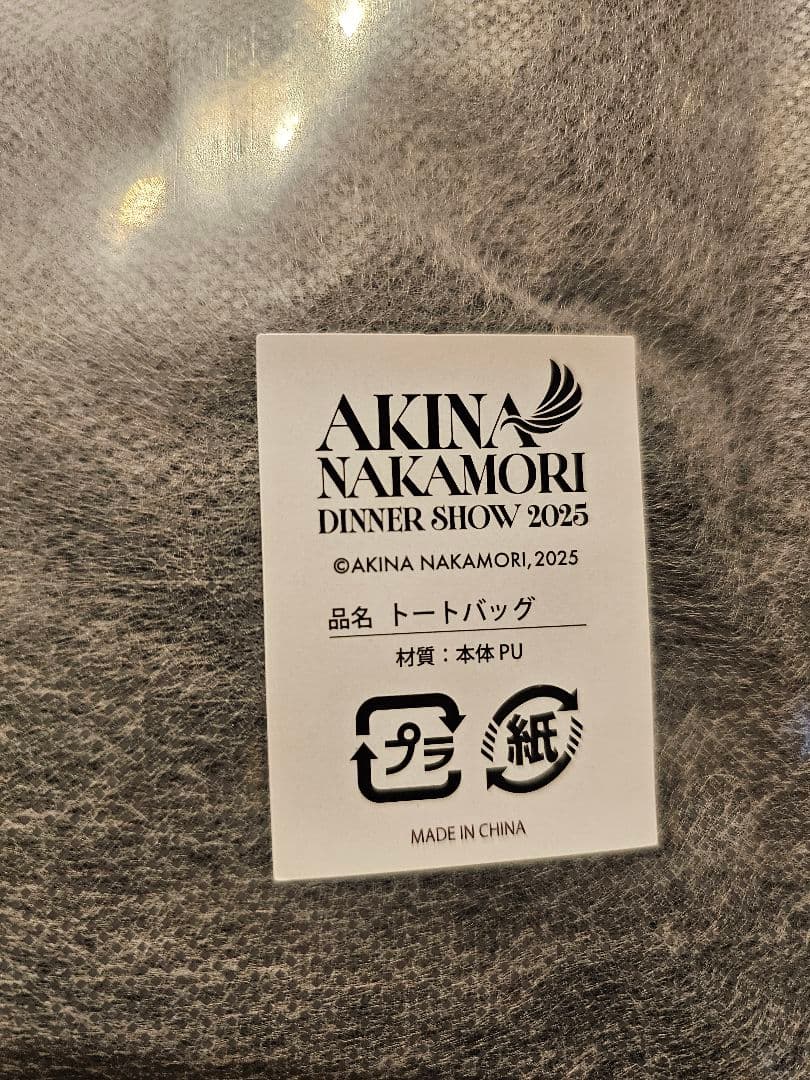 AKINA
NAKAMORI
DINNER SHOW 2025
©AKINA NAKAMORI, 2025
品名 トートバッグ
材質：本体 PU
プラ 紙
MADE IN CHINA